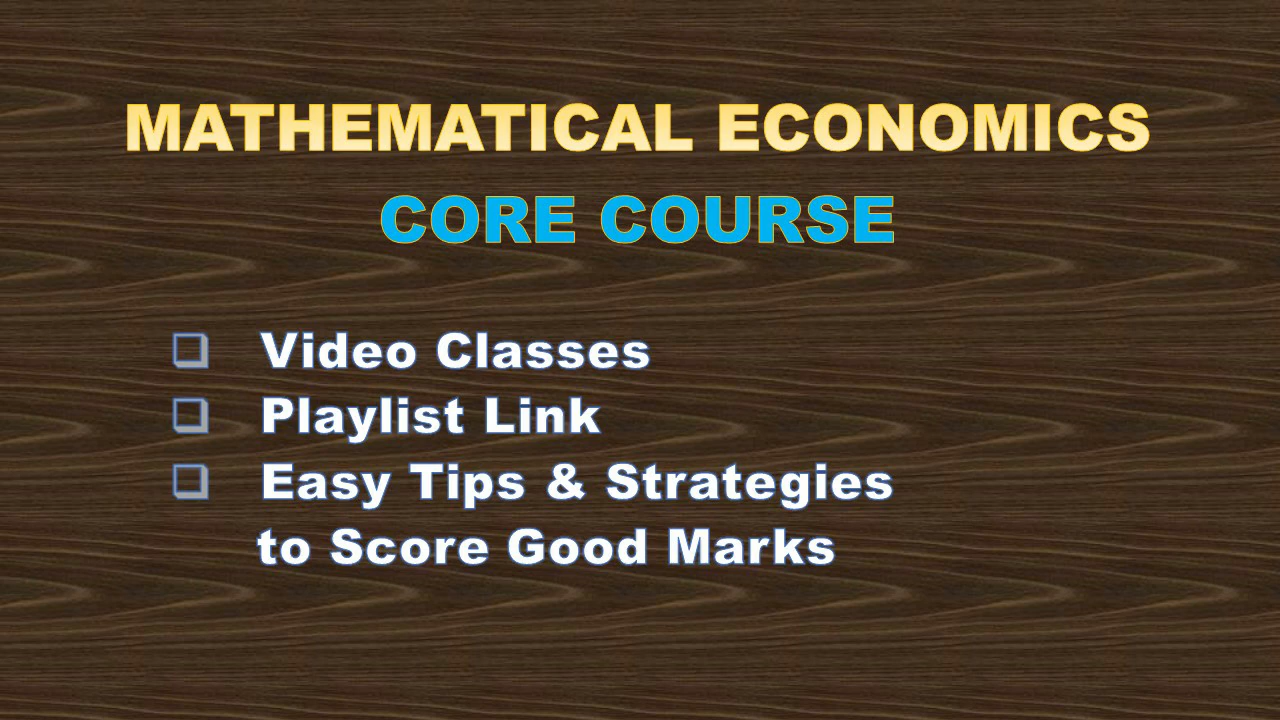 MATHEMATICAL ECONOMICS
CORE COURSE
❑ Video Classes
❑ Playlist Link
❑ Easy Tips & Strategies
to Score Good Marks